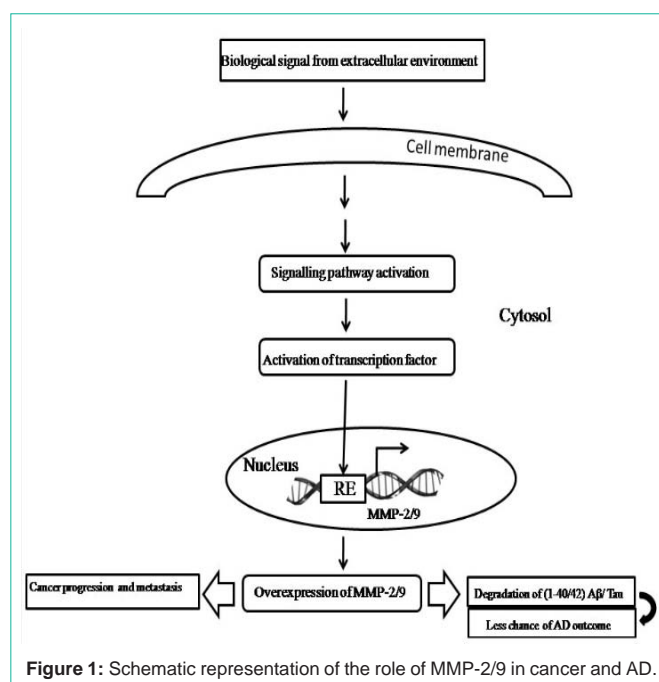 Biological signal from extracellular environment
Cell membrane
Signalling pathway activation
Cytosol
Activation of transcription factor
Nucleus
RE
MMP-2/9
Cancer progression and metastasis
Overexpression of MMP-2/9
Degradation of (1-40/42) Aβ/ Tau
Less chance of AD outcome
Figure 1: Schematic representation of the role of MMP-2/9 in cancer and AD.